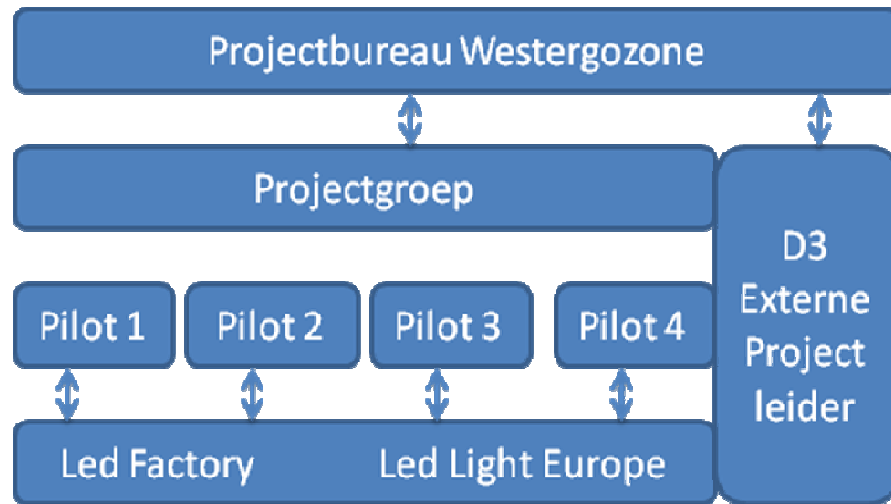 Projectbureau Westergozone
Projectgroep
D3
Externe
Project
leider
Pilot 1
Pilot 2
Pilot 3
Pilot 4
Led Factory
Led Light Europe